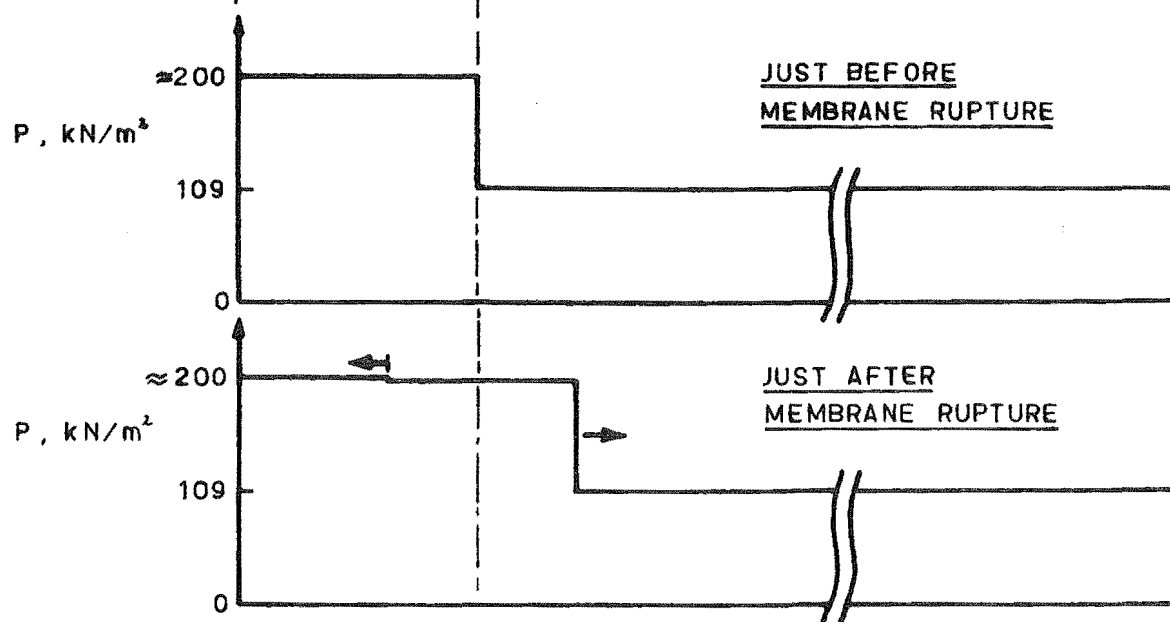 ≈200
JUST BEFORE
MEMBRANE RUPTURE
P, kN/m²
109
0
≈200
JUST AFTER
MEMBRANE RUPTURE
P, kN/m²
109
0